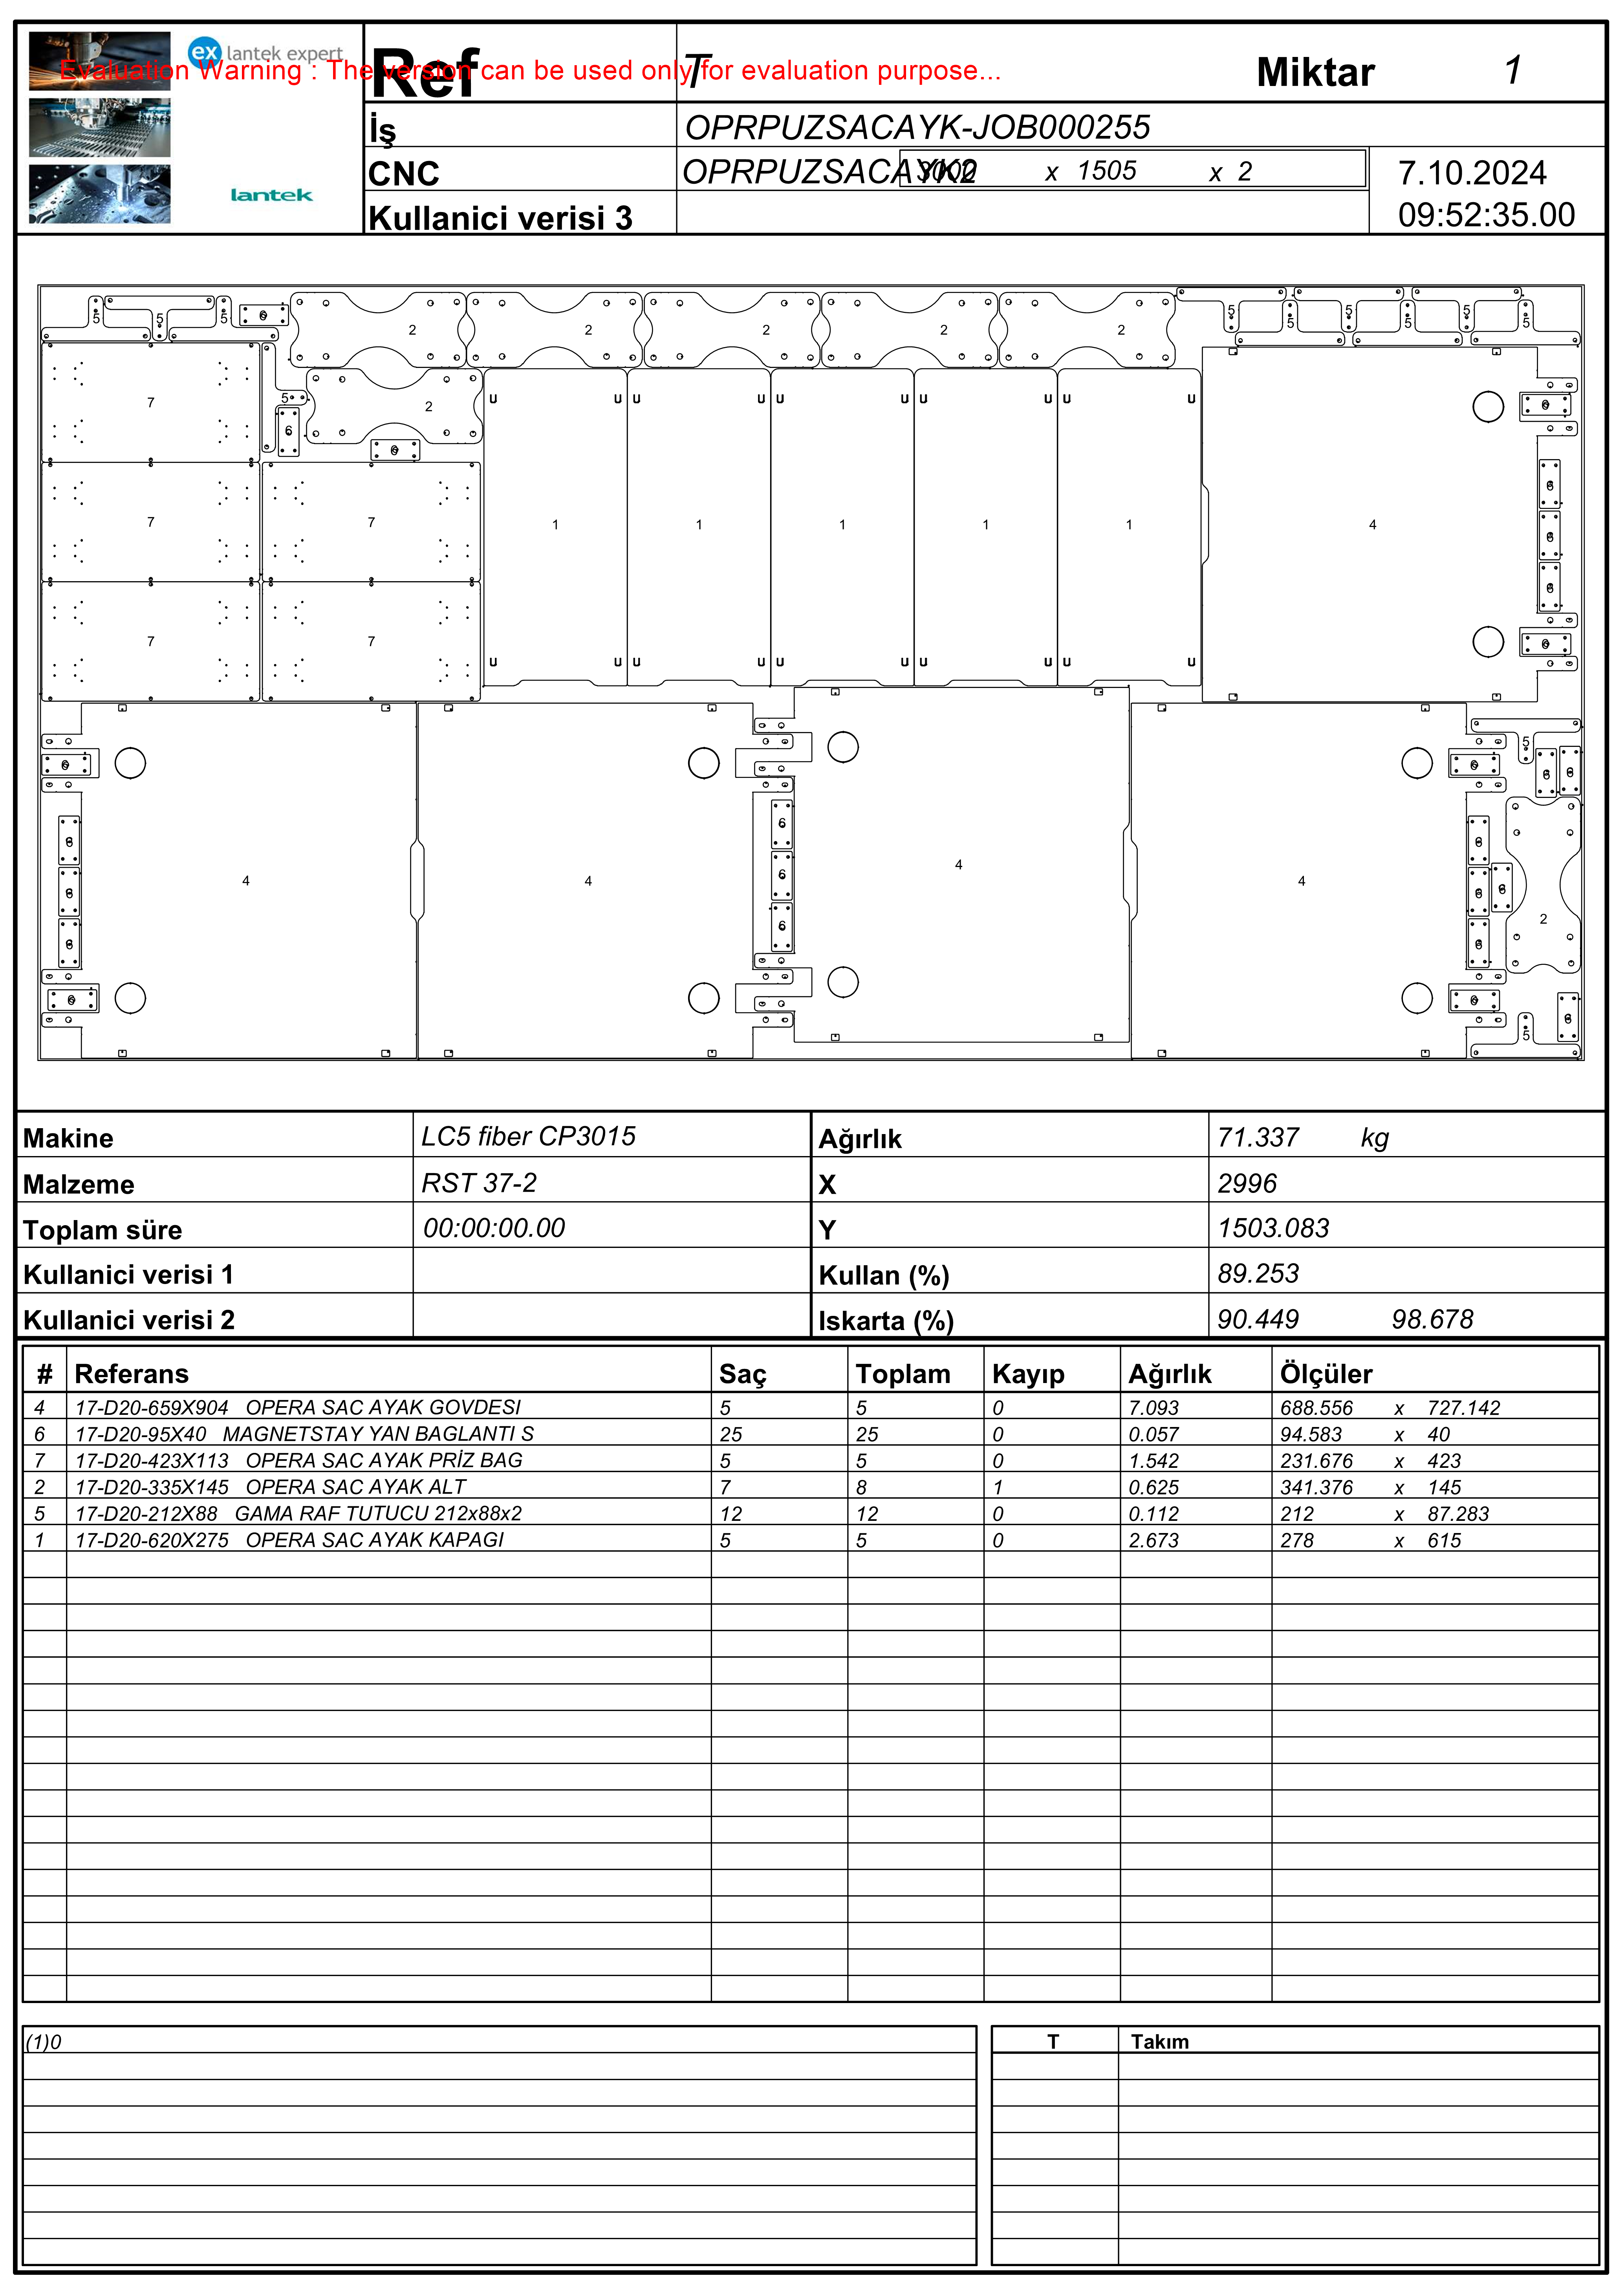 ex lantek expert
lantek
Evaluation Warning : The version can be used only for evaluation purpose...
Ref T Miktar 1
İş OPRPUZSACAYK-JOB000255
CNC OPRPUZSACAYK2 3000 x 1505 x 2 7.10.2024
Kullanici verisi 3 09:52:35.00
5 5 5 6 2 2 2 2 2 5 5 5 5 5 5
7 5 2 6 6 6
7 7 1 1 1 1 1 4 6 6 6
7 7 6
6 5 6 6 6
6 6 6 6 6 6 6
4 4 4 4 2
6 6 6
6 6 6 5
Makine LC5 fiber CP3015 Ağırlık 71.337 kg
Malzeme RST 37-2 X 2996
Toplam süre 00:00:00.00 Y 1503.083
Kullanici verisi 1 Kullan (%) 89.253
Kullanici verisi 2 Iskarta (%) 90.449 98.678
# Referans Saç Toplam Kayıp Ağırlık Ölçüler
4 17-D20-659X904 OPERA SAC AYAK GOVDESI 5 5 0 7.093 688.556 x 727.142
6 17-D20-95X40 MAGNETSTAY YAN BAGLANTI S 25 25 0 0.057 94.583 x 40
7 17-D20-423X113 OPERA SAC AYAK PRİZ BAG 5 5 0 1.542 231.676 x 423
2 17-D20-335X145 OPERA SAC AYAK ALT 7 8 1 0.625 341.376 x 145
5 17-D20-212X88 GAMA RAF TUTUCU 212x88x2 12 12 0 0.112 212 x 87.283
1 17-D20-620X275 OPERA SAC AYAK KAPAGI 5 5 0 2.673 278 x 615
(1)0
T Takım